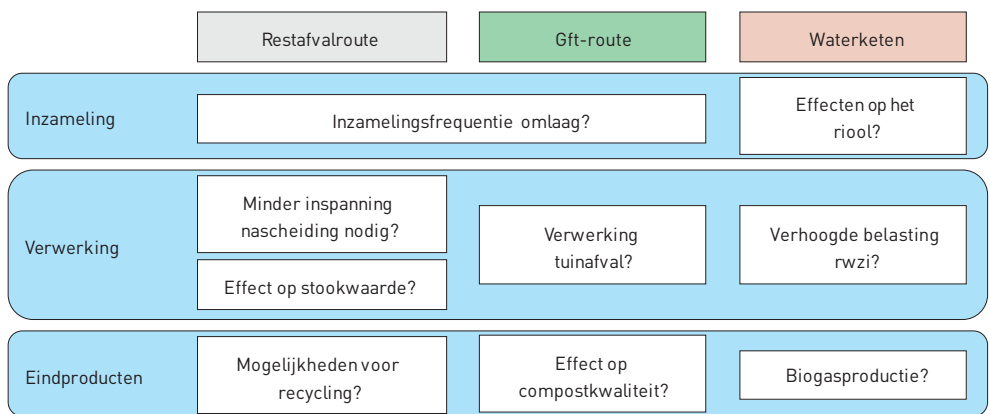 Restafvalroute
Gft-route
Waterketen
Inzameling
Inzamelingsfrequentie omlaag?
Effecten op het
riool?
Verwerking
Minder inspanning
nascheiding nodig?
Effect op stookwaarde?
Verwerking
tuinafval?
Verhoogde belasting
rwzi?
Eindproducten
Mogelijkheden voor
recycling?
Effect op
compostkwaliteit?
Biogasproductie?